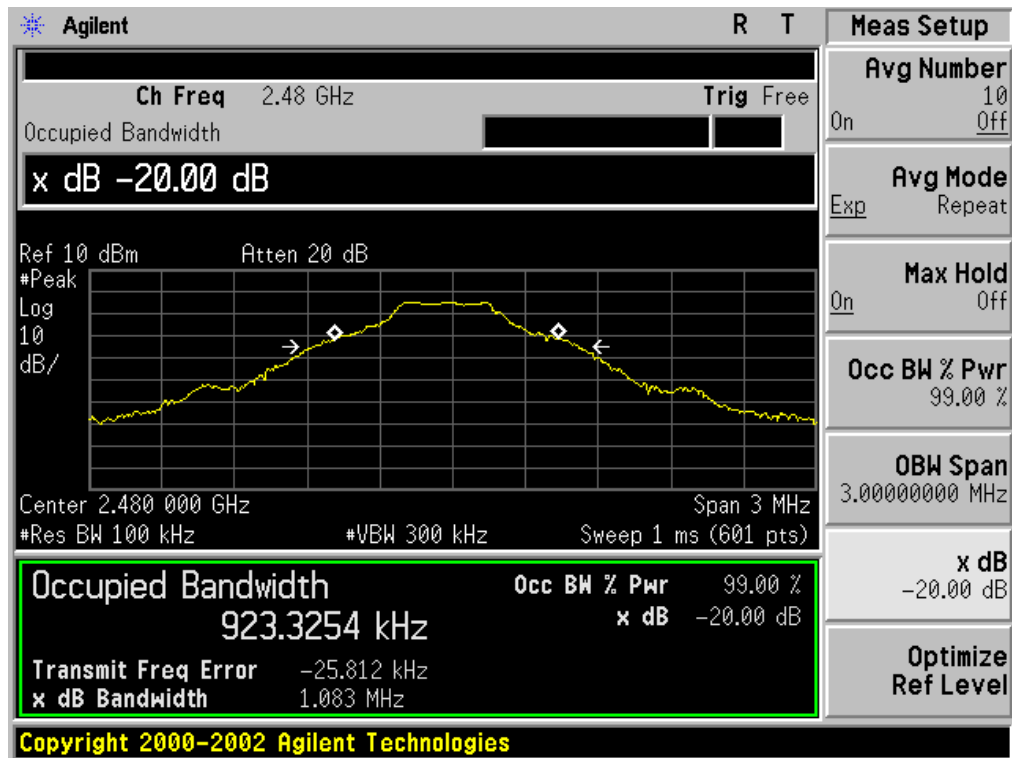 Agilent R T
Ch Freq 2.48 GHz Trig Free
Occupied Bandwidth
x dB -20.00 dB
Ref 10 dBm Atten 20 dB
#Peak
Log
10
dB/
Center 2.480 000 GHz Span 3 MHz
#Res BW 100 kHz #VBW 300 kHz Sweep 1 ms (601 pts)
Occupied Bandwidth Occ BW % Pwr 99.00 %
923.3254 kHz x dB -20.00 dB
Transmit Freq Error -25.812 kHz
x dB Bandwidth 1.083 MHz
Copyright 2000-2002 Agilent Technologies
Meas Setup
Avg Number
10
On Off
Avg Mode
Exp Repeat
Max Hold
On Off
Occ BW % Pwr
99.00 %
OBW Span
3.00000000 MHz
x dB
-20.00 dB
Optimize
Ref Level